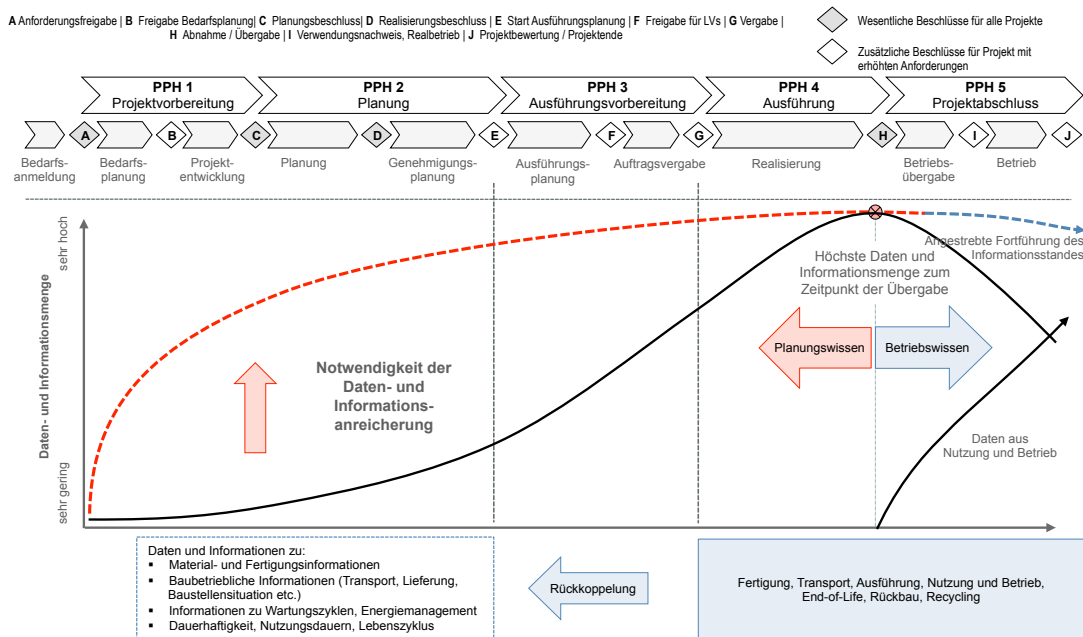 A Anforderungsfreigabe | B Freigabe Bedarfsplanung| C Planungsbeschluss| D Realisierungsbeschluss | E Start Ausführungsplanung | F Freigabe für LVs | G Vergabe |
H Abnahme / Übergabe | I Verwendungsnachweis, Realbetrieb | J Projektbewertung / Projektende
Wesentliche Beschlüsse für alle Projekte
Zusätzliche Beschlüsse für Projekt mit
erhöhten Anforderungen
PPH 1
Projektvorbereitung
PPH 2
Planung
PPH 3
Ausführungsvorbereitung
PPH 4
Ausführung
PPH 5
Projektabschluss
A
B
C
D
E
F
G
H
I
J
Bedarfs-
anmeldung
Bedarfs-
planung
Projekt-
entwicklung
Planung
Genehmigungs-
planung
Ausführungs-
planung
Auftragsvergabe
Realisierung
Betriebs-
übergabe
Betrieb
sehr hoch
Daten- und Informationsmenge
sehr gering
Angestrebte Fortführung des
Informationsstandes
Höchste Daten und
Informationsmenge zum
Zeitpunkt der Übergabe
Planungswissen
Betriebswissen
Notwendigkeit der
Daten- und
Informations-
anreicherung
Daten aus
Nutzung und Betrieb
Daten und Informationen zu:
▪ Material- und Fertigungsinformationen
▪ Baubetriebliche Informationen (Transport, Lieferung,
Baustellensituation etc.)
▪ Informationen zu Wartungszyklen, Energiemanagement
▪ Dauerhaftigkeit, Nutzungsdauern, Lebenszyklus
Rückkoppelung
Fertigung, Transport, Ausführung, Nutzung und Betrieb,
End-of-Life, Rückbau, Recycling